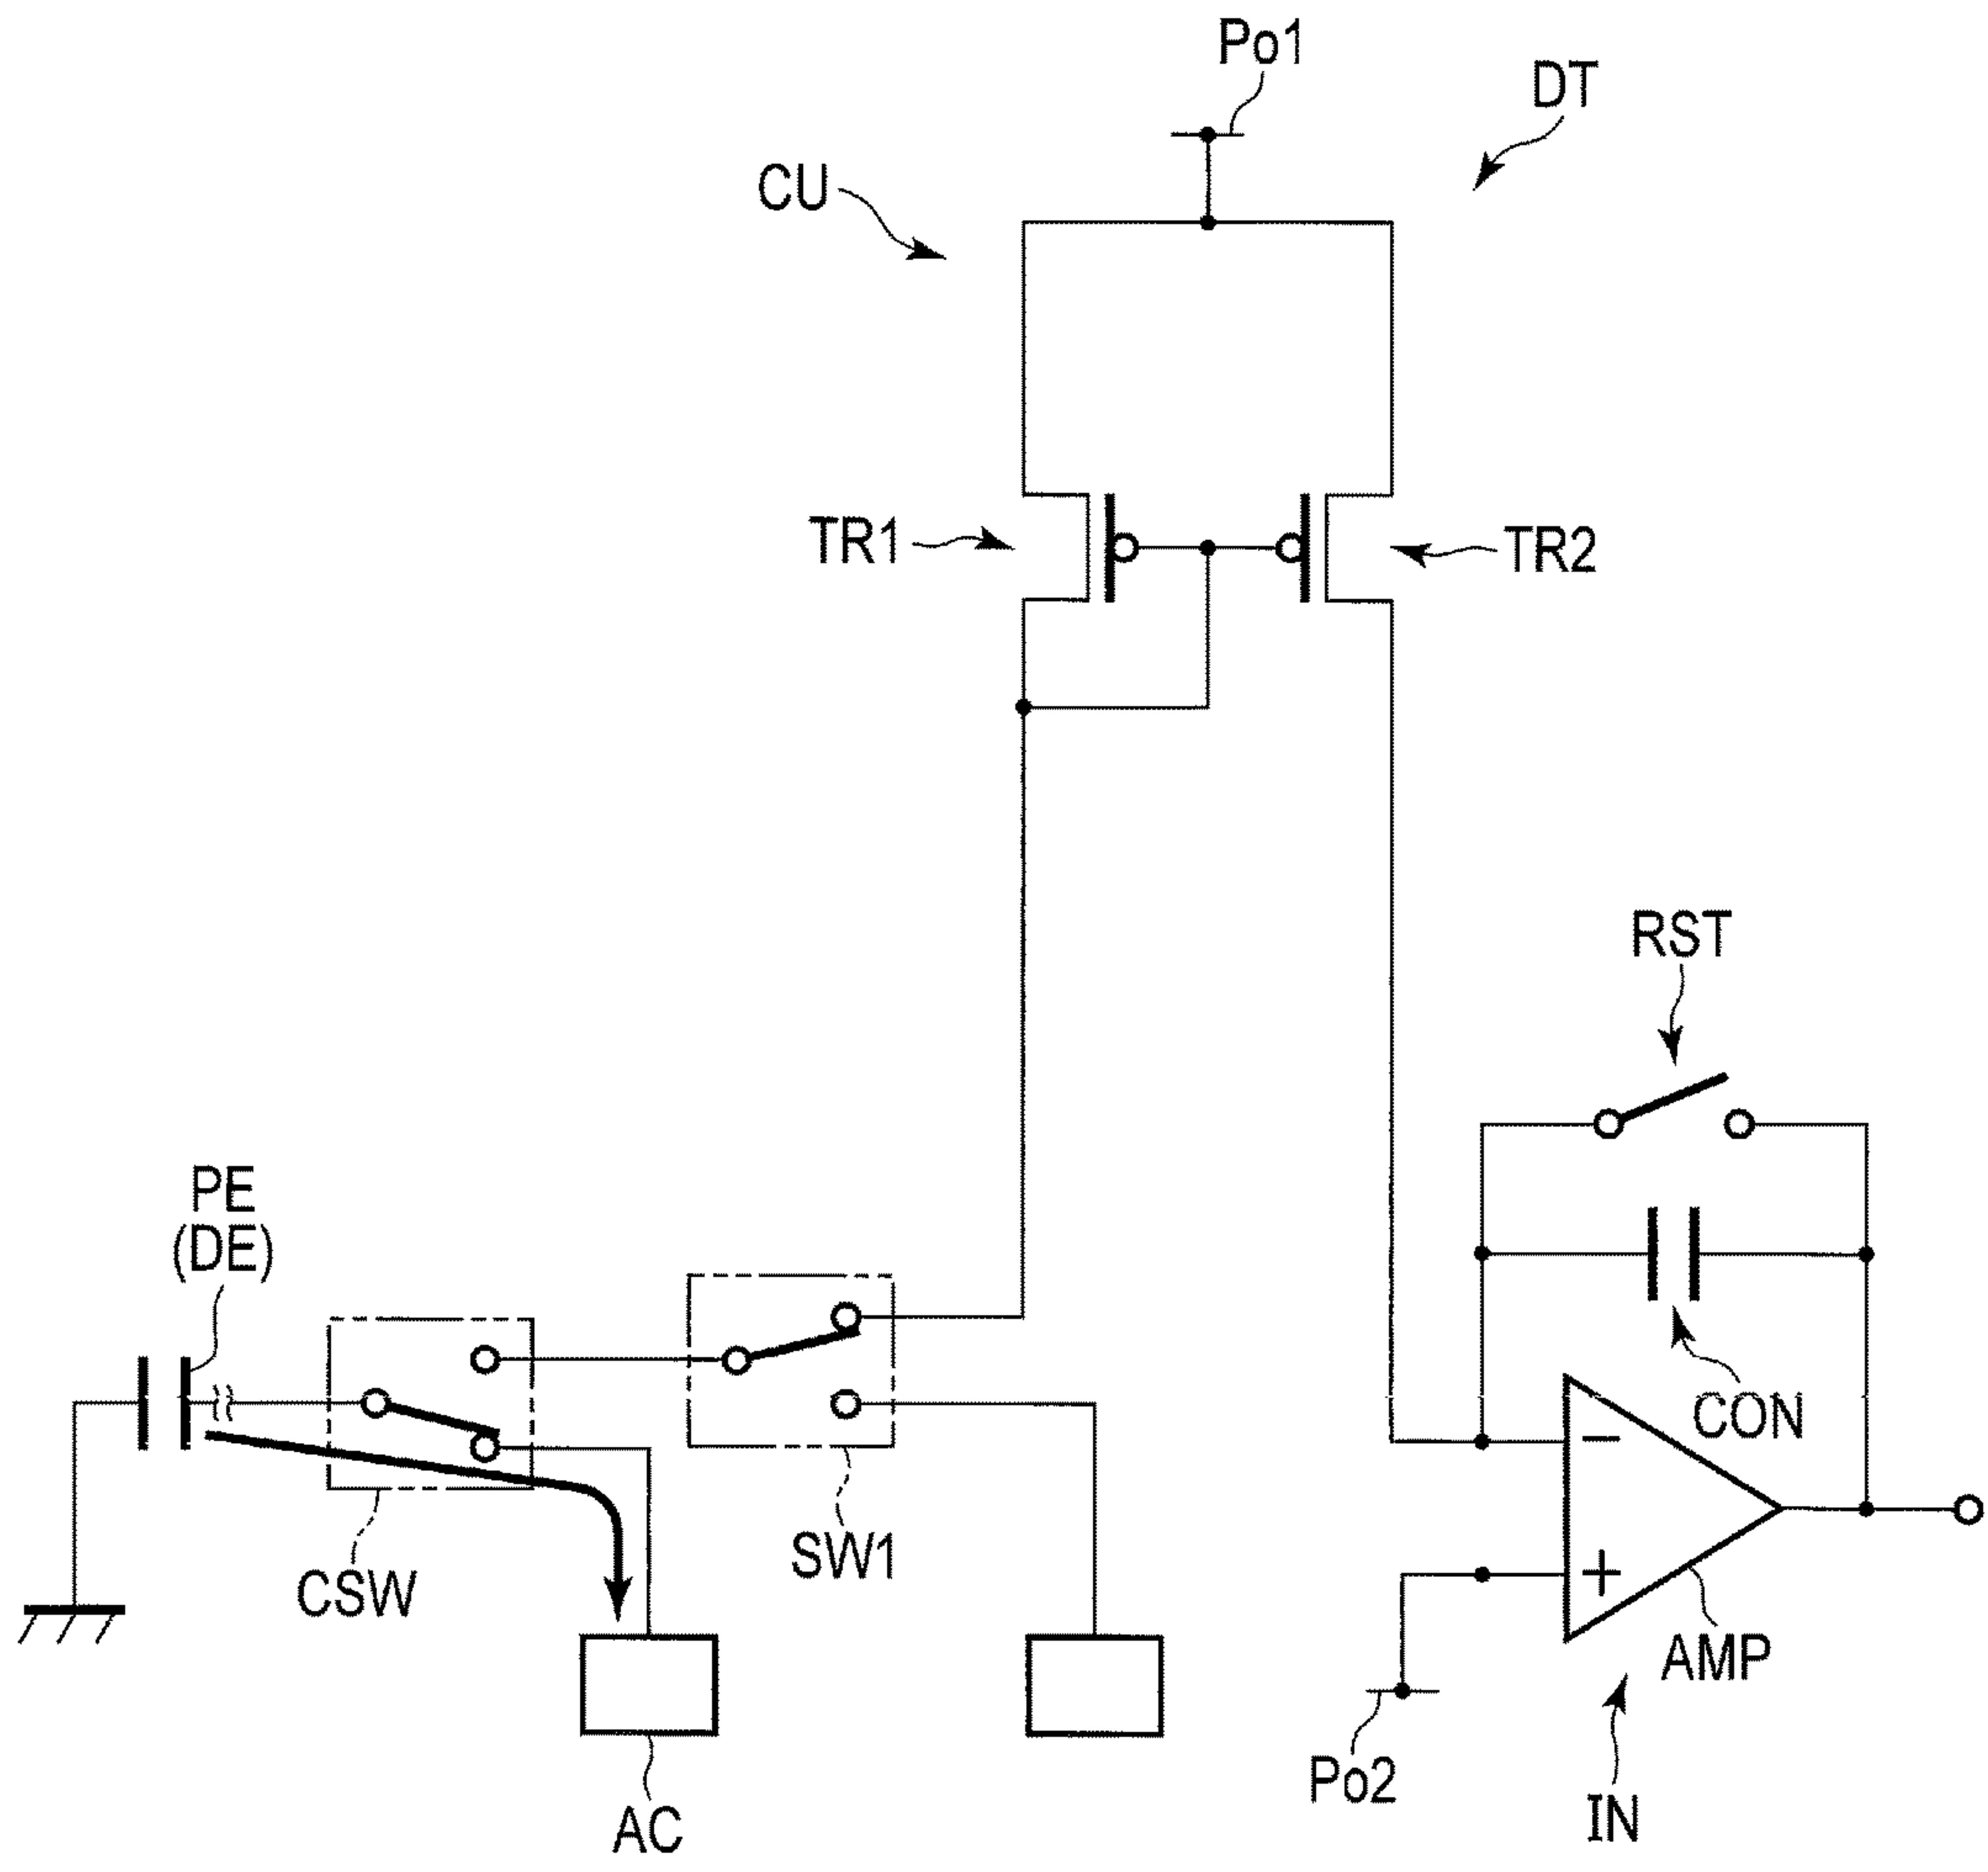 Po1
DT
CU
TR1
TR2
RST
PE
(DE)
CON
CSW
SW1
AMP
Po2
IN
AC